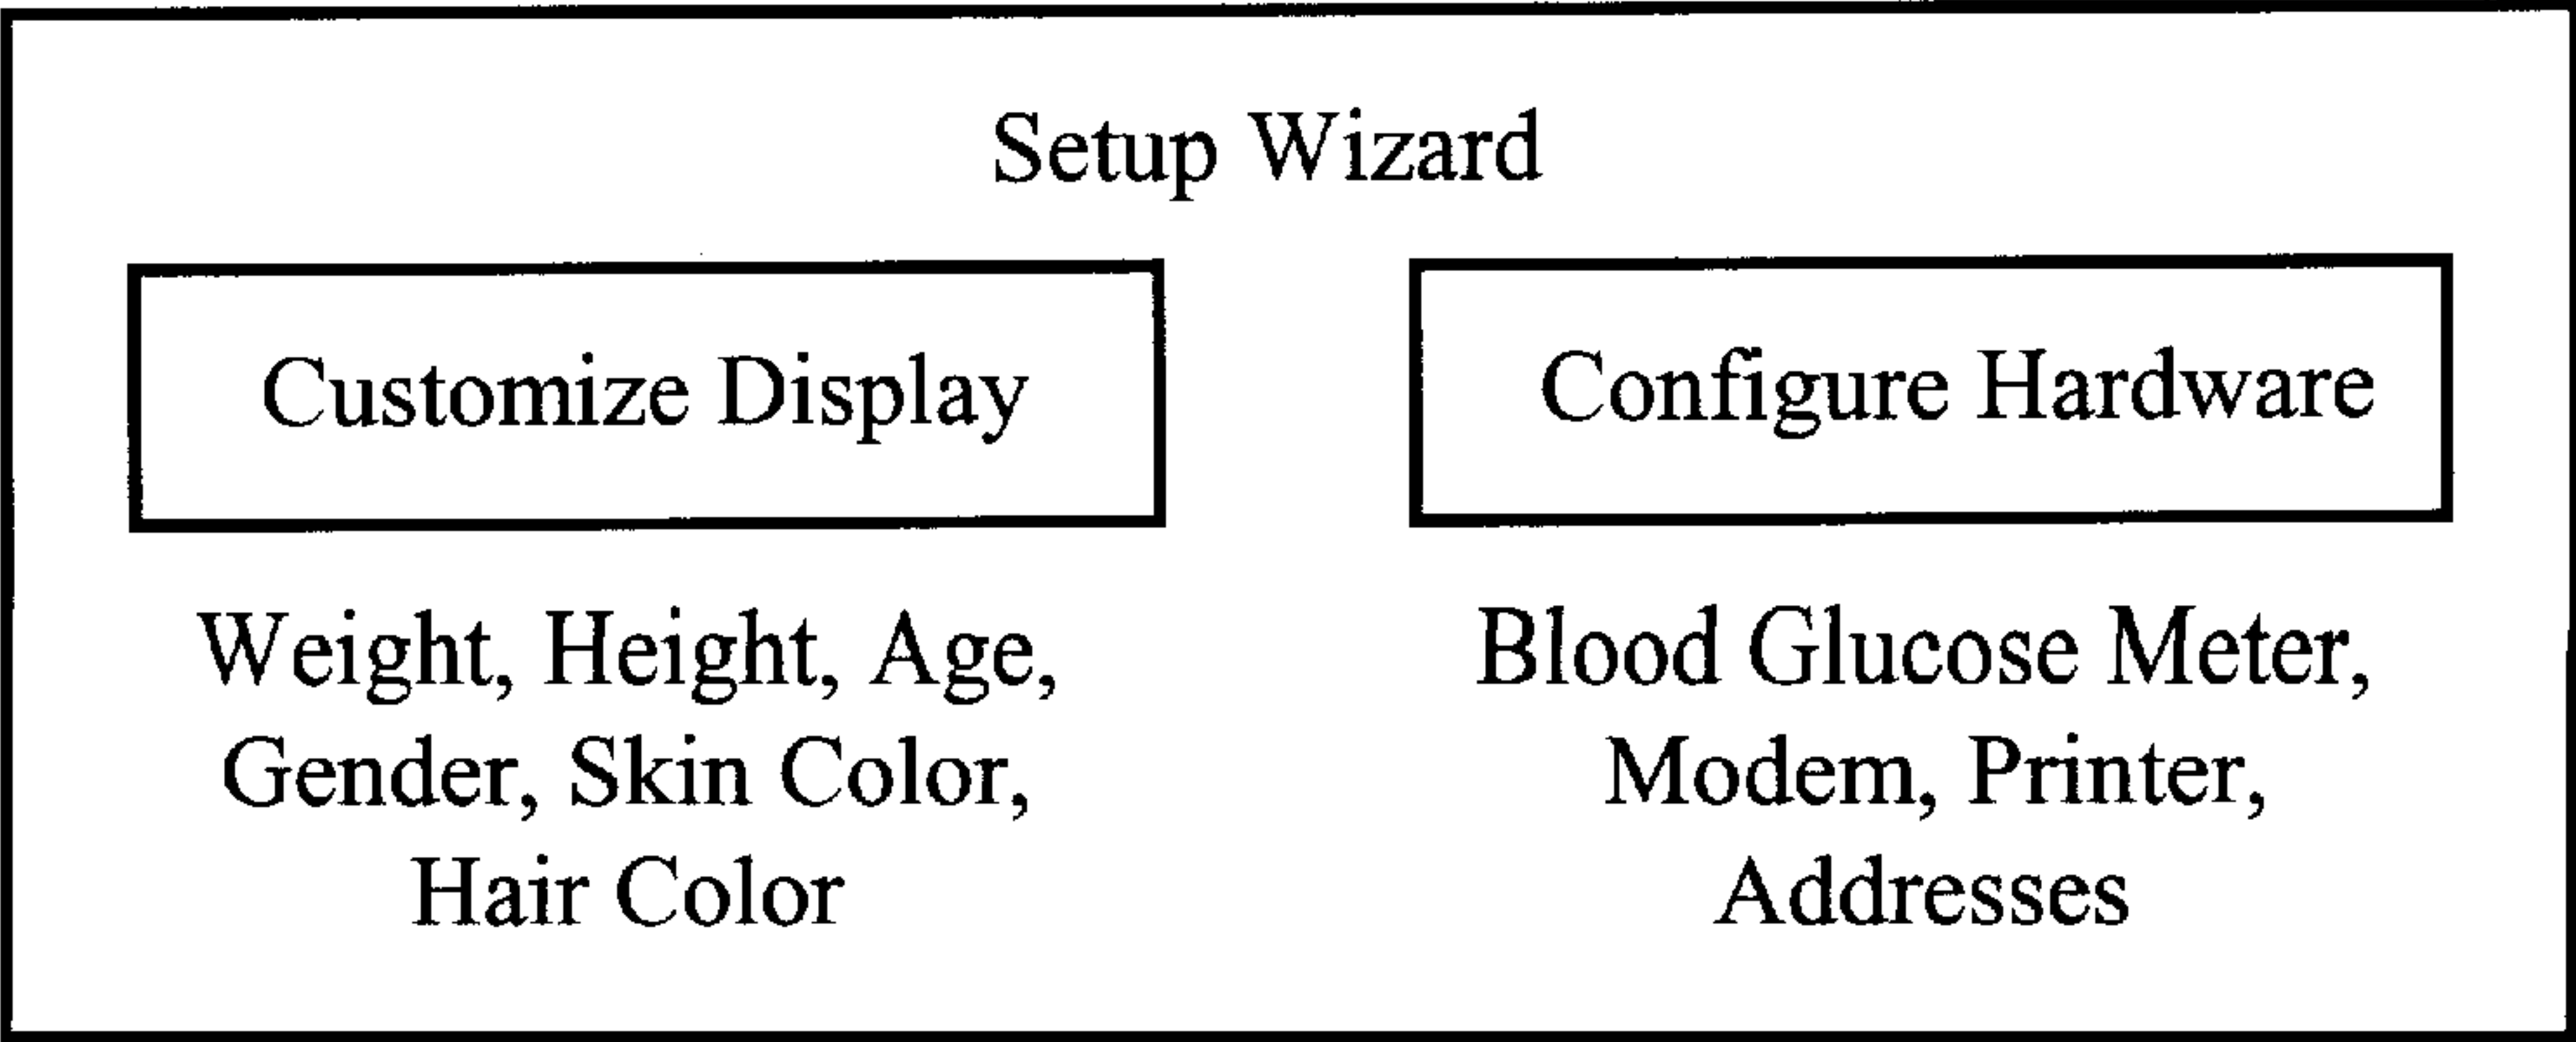 Setup Wizard
Customize Display
Configure Hardware
Weight, Height, Age,
Gender, Skin Color,
Hair Color
Blood Glucose Meter,
Modem, Printer,
Addresses